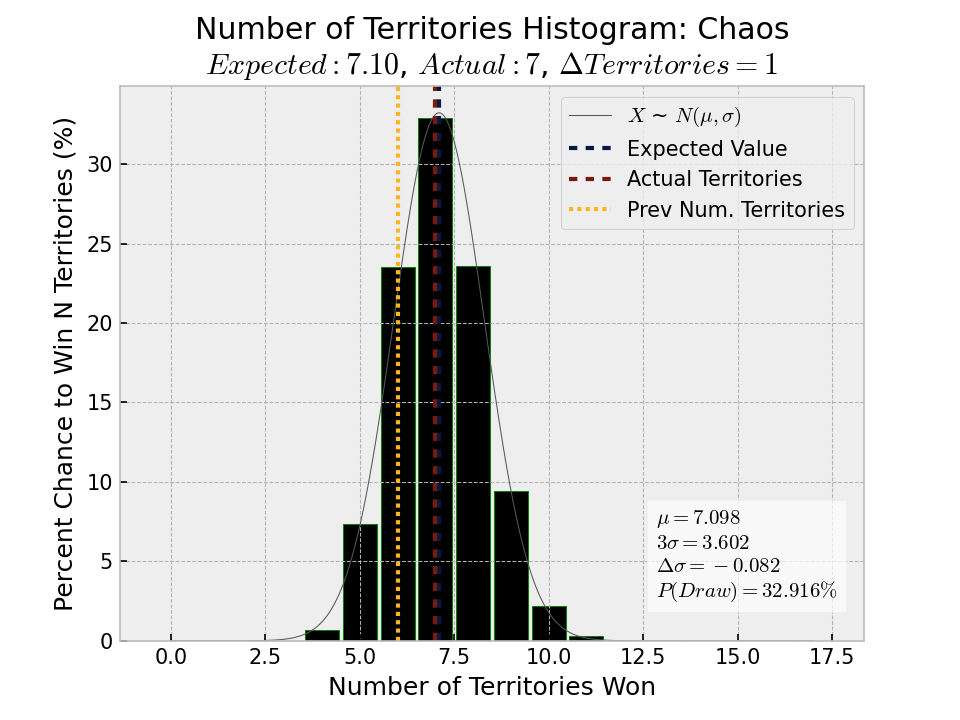 Number of Territories Histogram: Chaos
Expected : 7.10, Actual : 7, ΔTerritories = 1
X ~ N(μ, σ)
Expected Value
Actual Territories
Prev Num. Territories
Percent Chance to Win N Territories (%)
30
25
20
15
10
5
0
μ = 7.098
3σ = 3.602
Δσ = −0.082
P(Draw) = 32.916%
0.0 2.5 5.0 7.5 10.0 12.5 15.0 17.5
Number of Territories Won